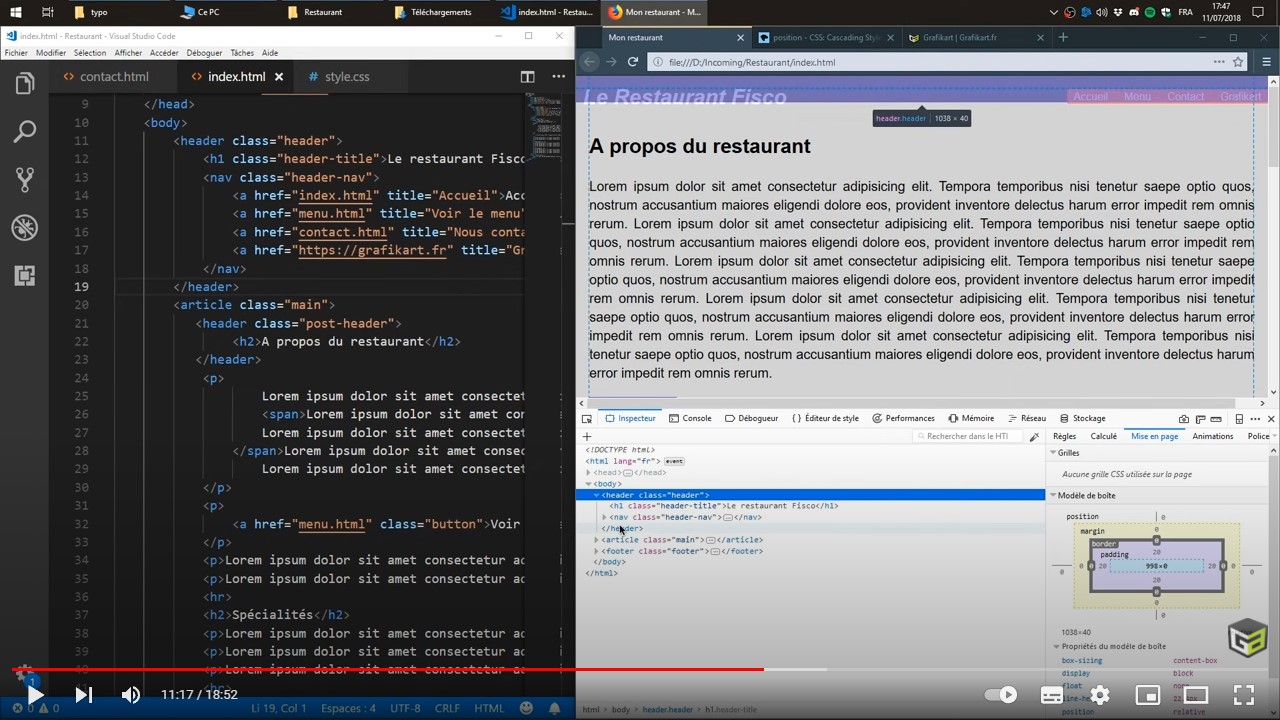 typo
Ce PC
Restaurant
Téléchargements
index.html - Restau...
Mon restaurant - M...
FRA
17:47
11/07/2018
index.html - Restaurant - Visual Studio Code
Fichier Modifier Sélection Afficher Accéder Déboguer Tâches Aide
contact.html
index.html
style.css
9 </head>
10 <body>
11 <header class="header">
12 <h1 class="header-title">Le restaurant Fisco
13 <nav class="header-nav">
14 <a href="index.html" title="Accueil">Acc
15 <a href="menu.html" title="Voir le menu"
16 <a href="contact.html" title="Nous conta
17 <a href="https://grafikart.fr" title="Gr
18 </nav>
19 </header>
20 <article class="main">
21 <header class="post-header">
22 <h2>A propos du restaurant</h2>
23 </header>
24 <p>
25 Lorem ipsum dolor sit amet consectet
26 <span>Lorem ipsum dolor sit amet con
27 Lorem ipsum dolor sit amet consectet
28 </span>Lorem ipsum dolor sit amet co
29 Lorem ipsum dolor sit amet consectet
30 </p>
31 <p>
32 <a href="menu.html" class="button">Voir
33 </p>
34 <p>Lorem ipsum dolor sit amet consectetur ad
35 <p>Lorem ipsum dolor sit amet consectetur ad
36 <hr>
37 <h2>Spécialités</h2>
38 <p>Lorem ipsum dolor sit amet consectetur ad
39 <p>Lorem ipsum dolor sit amet consectetur ad
<p>Lorem ipsum dolor sit amet consectetur ad
1
0 0
Li 19, Col 1 Espaces : 4 UTF-8 CRLF HTML
11:17 / 18:52
Mon restaurant
position - CSS: Cascading Style
Grafikart | Grafikart.fr
file:///D:/Incoming/Restaurant/index.html
Le Restaurant Fisco
Accueil Menu Contact Grafikart
header.header 1038 × 40
A propos du restaurant
Lorem ipsum dolor sit amet consectetur adipisicing elit. Tempora temporibus nisi tenetur saepe optio quus,
nostrum accusantium maiores eligendi dolore eos, provident inventore delectus harum error impedit rem omnis
rerum. Lorem ipsum dolor sit amet consectetur adipisicing elit. Tempora temporibus nisi tenetur saepe optio
quos, nostrum accusantium maiores eligendi dolore eos, provident inventore delectus harum error impedit rem
omnis rerum. Lorem ipsum dolor sit amet consectetur adipisicing elit. Tempora temporibus nisi tenetur saepe
optio quos, nostrum accusantium maiores eligendi dolore eos, provident inventore delectus harum error impedit
rem omnis rerum. Lorem ipsum dolor sit amet consectetur adipisicing elit. Tempora temporibus nisi tenetur
saepe optio quos, nostrum accusantium maiores eligendi dolore eos, provident inventore delectus harum error
impedit rem omnis rerum. Lorem ipsum dolor sit amet consectetur adipisicing elit. Tempora temporibus nisi
tenetur saepe optio quos, nostrum accusantium maiores eligendi dolore eos, provident inventore delectus harum
error impedit rem omnis rerum.
Inspecteur Console Débogueur Éditeur de style Performances Mémoire Réseau Stockage
Rechercher dans le HTI
<!DOCTYPE html>
<html lang="fr"> event
<head></head>
<body>
<header class="header">
<h1 class="header-title">Le restaurant Fisco</h1>
<nav class="header-nav"></nav>
</header>
<article class="main"></article>
<footer class="footer"></footer>
</body>
</html>
html body header.header h1.header-title
Règles Calculé Mise en page Animations Police
Grilles
Aucune grille CSS utilisée sur la page
Modèle de boîte
position 0
margin 0
border 0
padding 20
0 0 0 20 998×0 20 0 0 0
20
0
0
0
1038×40
Propriétés du modèle de boîte
box-sizing content-box
display block
float
position relative